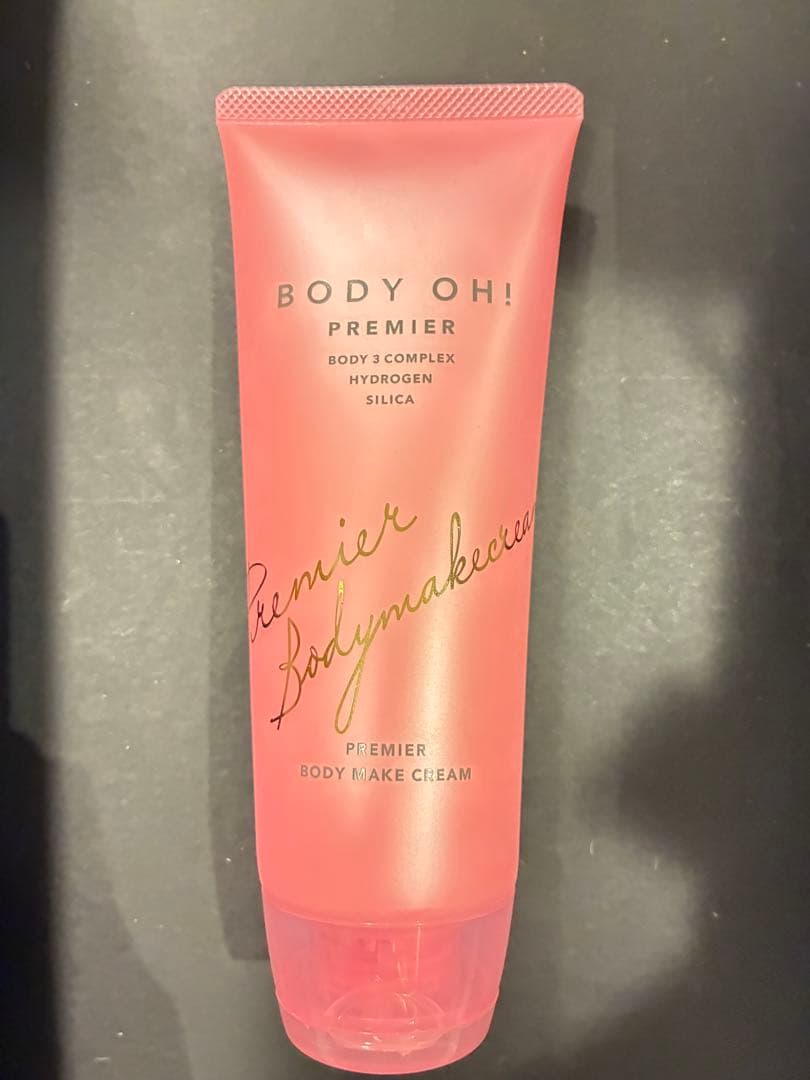 BODY OH!
PREMIER
BODY 3 COMPLEX
HYDROGEN
SILICA
Premier
Bodymakecream
PREMIER
BODY MAKE CREAM